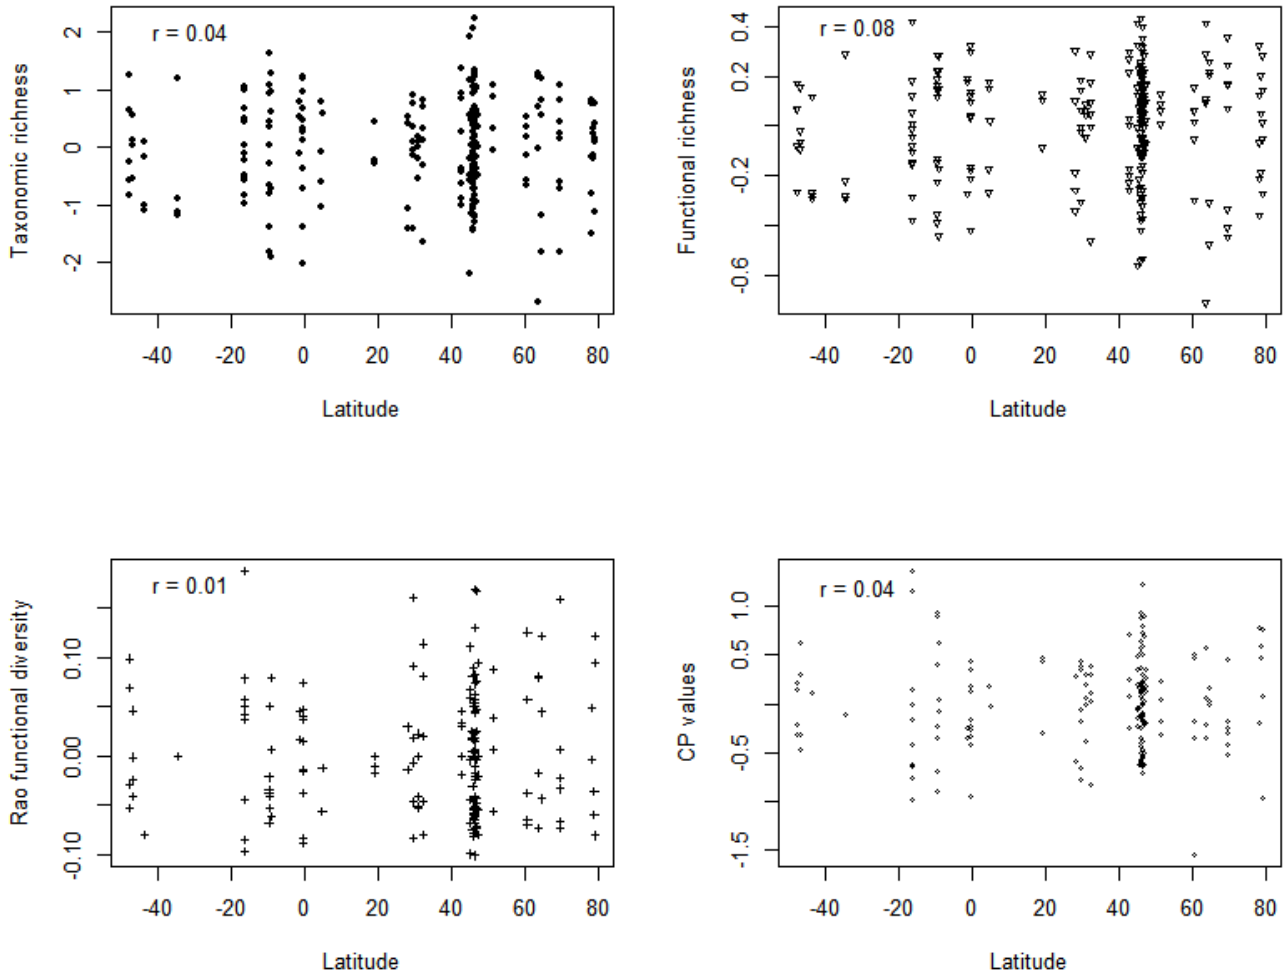 r = 0.04
Taxonomic richness
2
1
0
-1
-2
-40 -20 0 20 40 60 80
Latitude
r = 0.08
Functional richness
0.4
0.2
-0.2
-0.6
-40 -20 0 20 40 60 80
Latitude
r = 0.01
Rao functional diversity
0.10
0.00
-0.10
-40 -20 0 20 40 60 80
Latitude
r = 0.04
CP values
1.0
0.5
-0.5
-1.5
-40 -20 0 20 40 60 80
Latitude